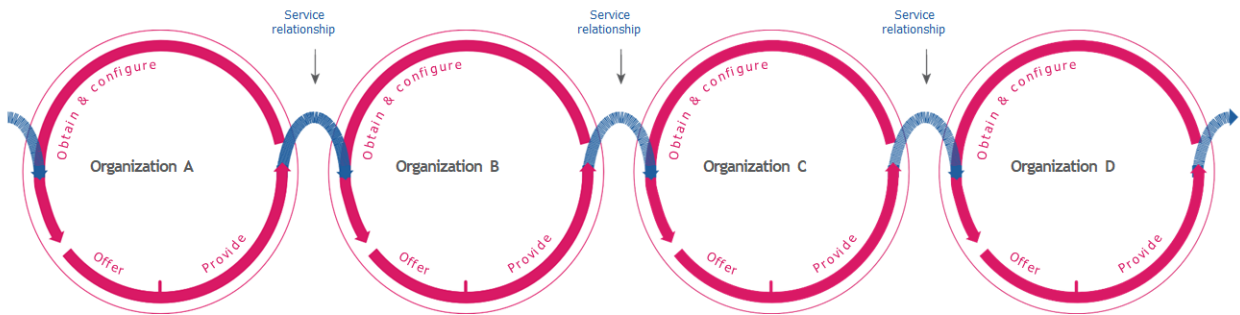 Service
relationship
Service
relationship
Service
relationship
Obtain & configure
Organization A
Offer
Provide
Obtain & configure
Organization B
Offer
Provide
Obtain & configure
Organization C
Offer
Provide
Obtain & configure
Organization D
Offer
Provide